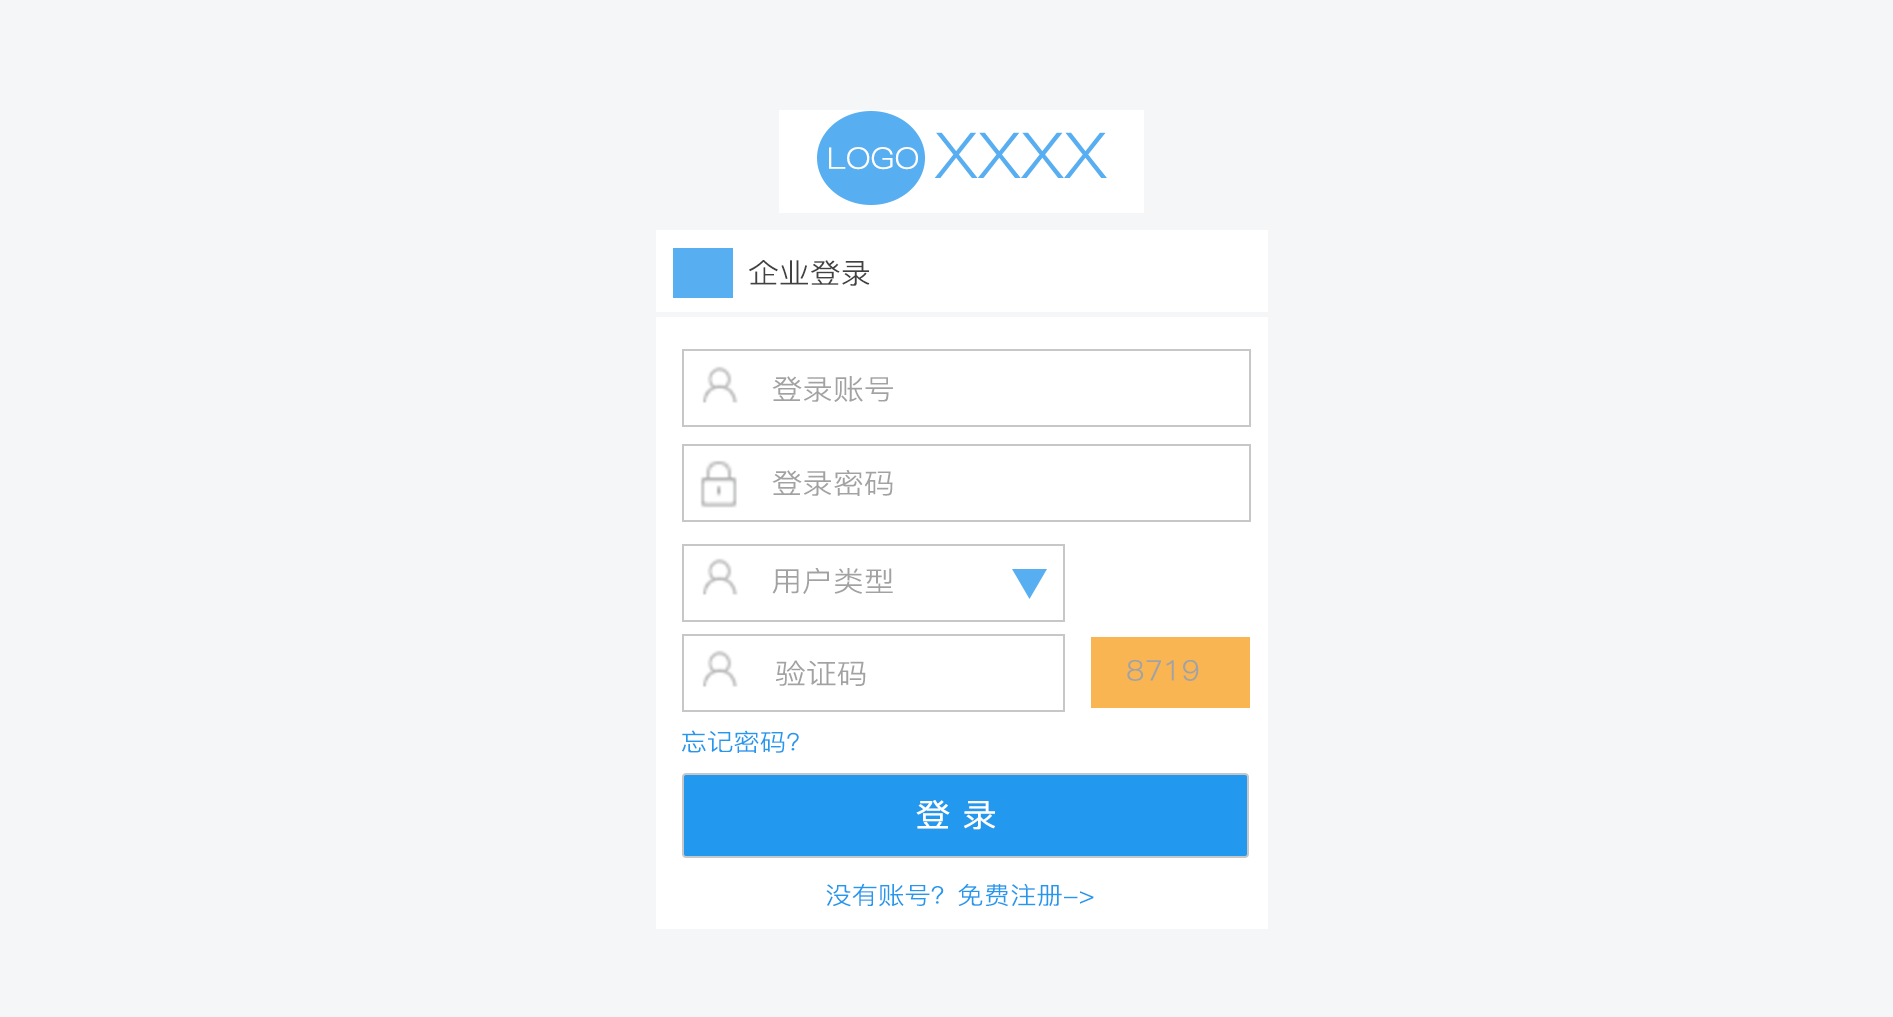 LOGO XXXX
企业登录
登录账号
登录密码
用户类型
验证码 8719
忘记密码?
登 录
没有账号? 免费注册-->